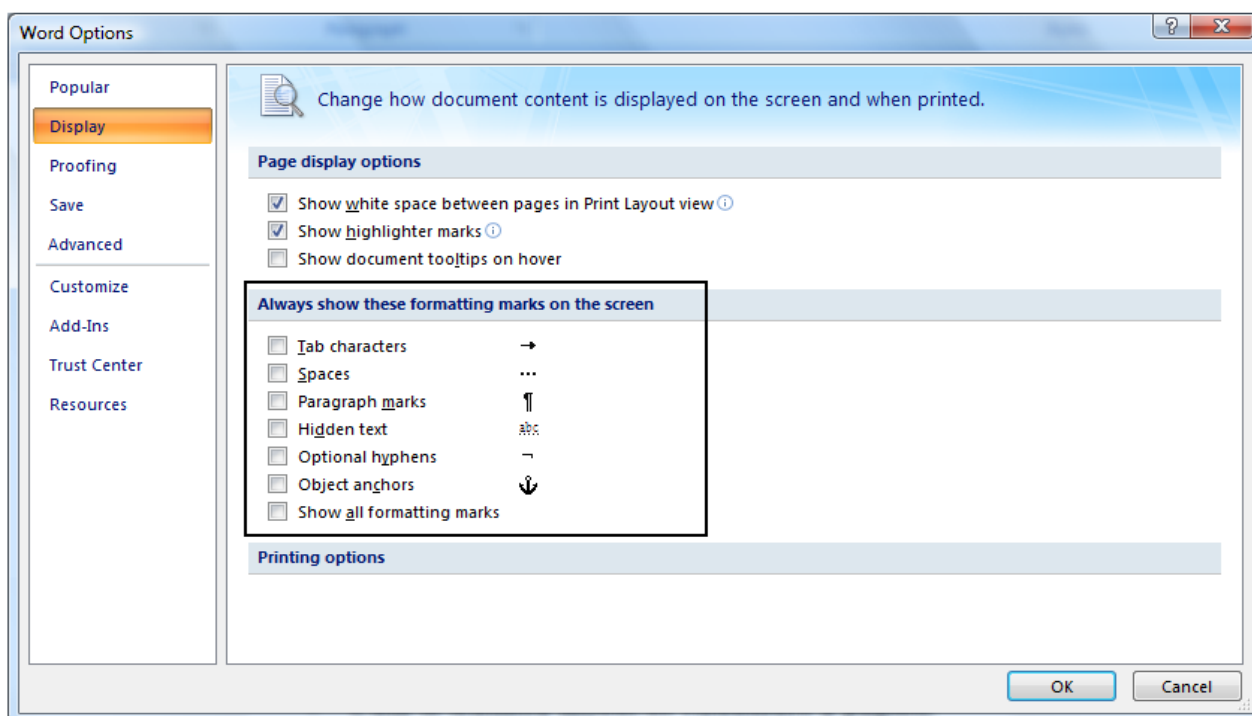 Word Options
Popular
Display
Proofing
Save
Advanced
Customize
Add-Ins
Trust Center
Resources
Change how document content is displayed on the screen and when printed.
Page display options
Show white space between pages in Print Layout view
Show highlighter marks
Show document tooltips on hover
Always show these formatting marks on the screen
Tab characters →
Spaces ...
Paragraph marks ¶
Hidden text abc
Optional hyphens ¬
Object anchors
Show all formatting marks
Printing options
OK Cancel